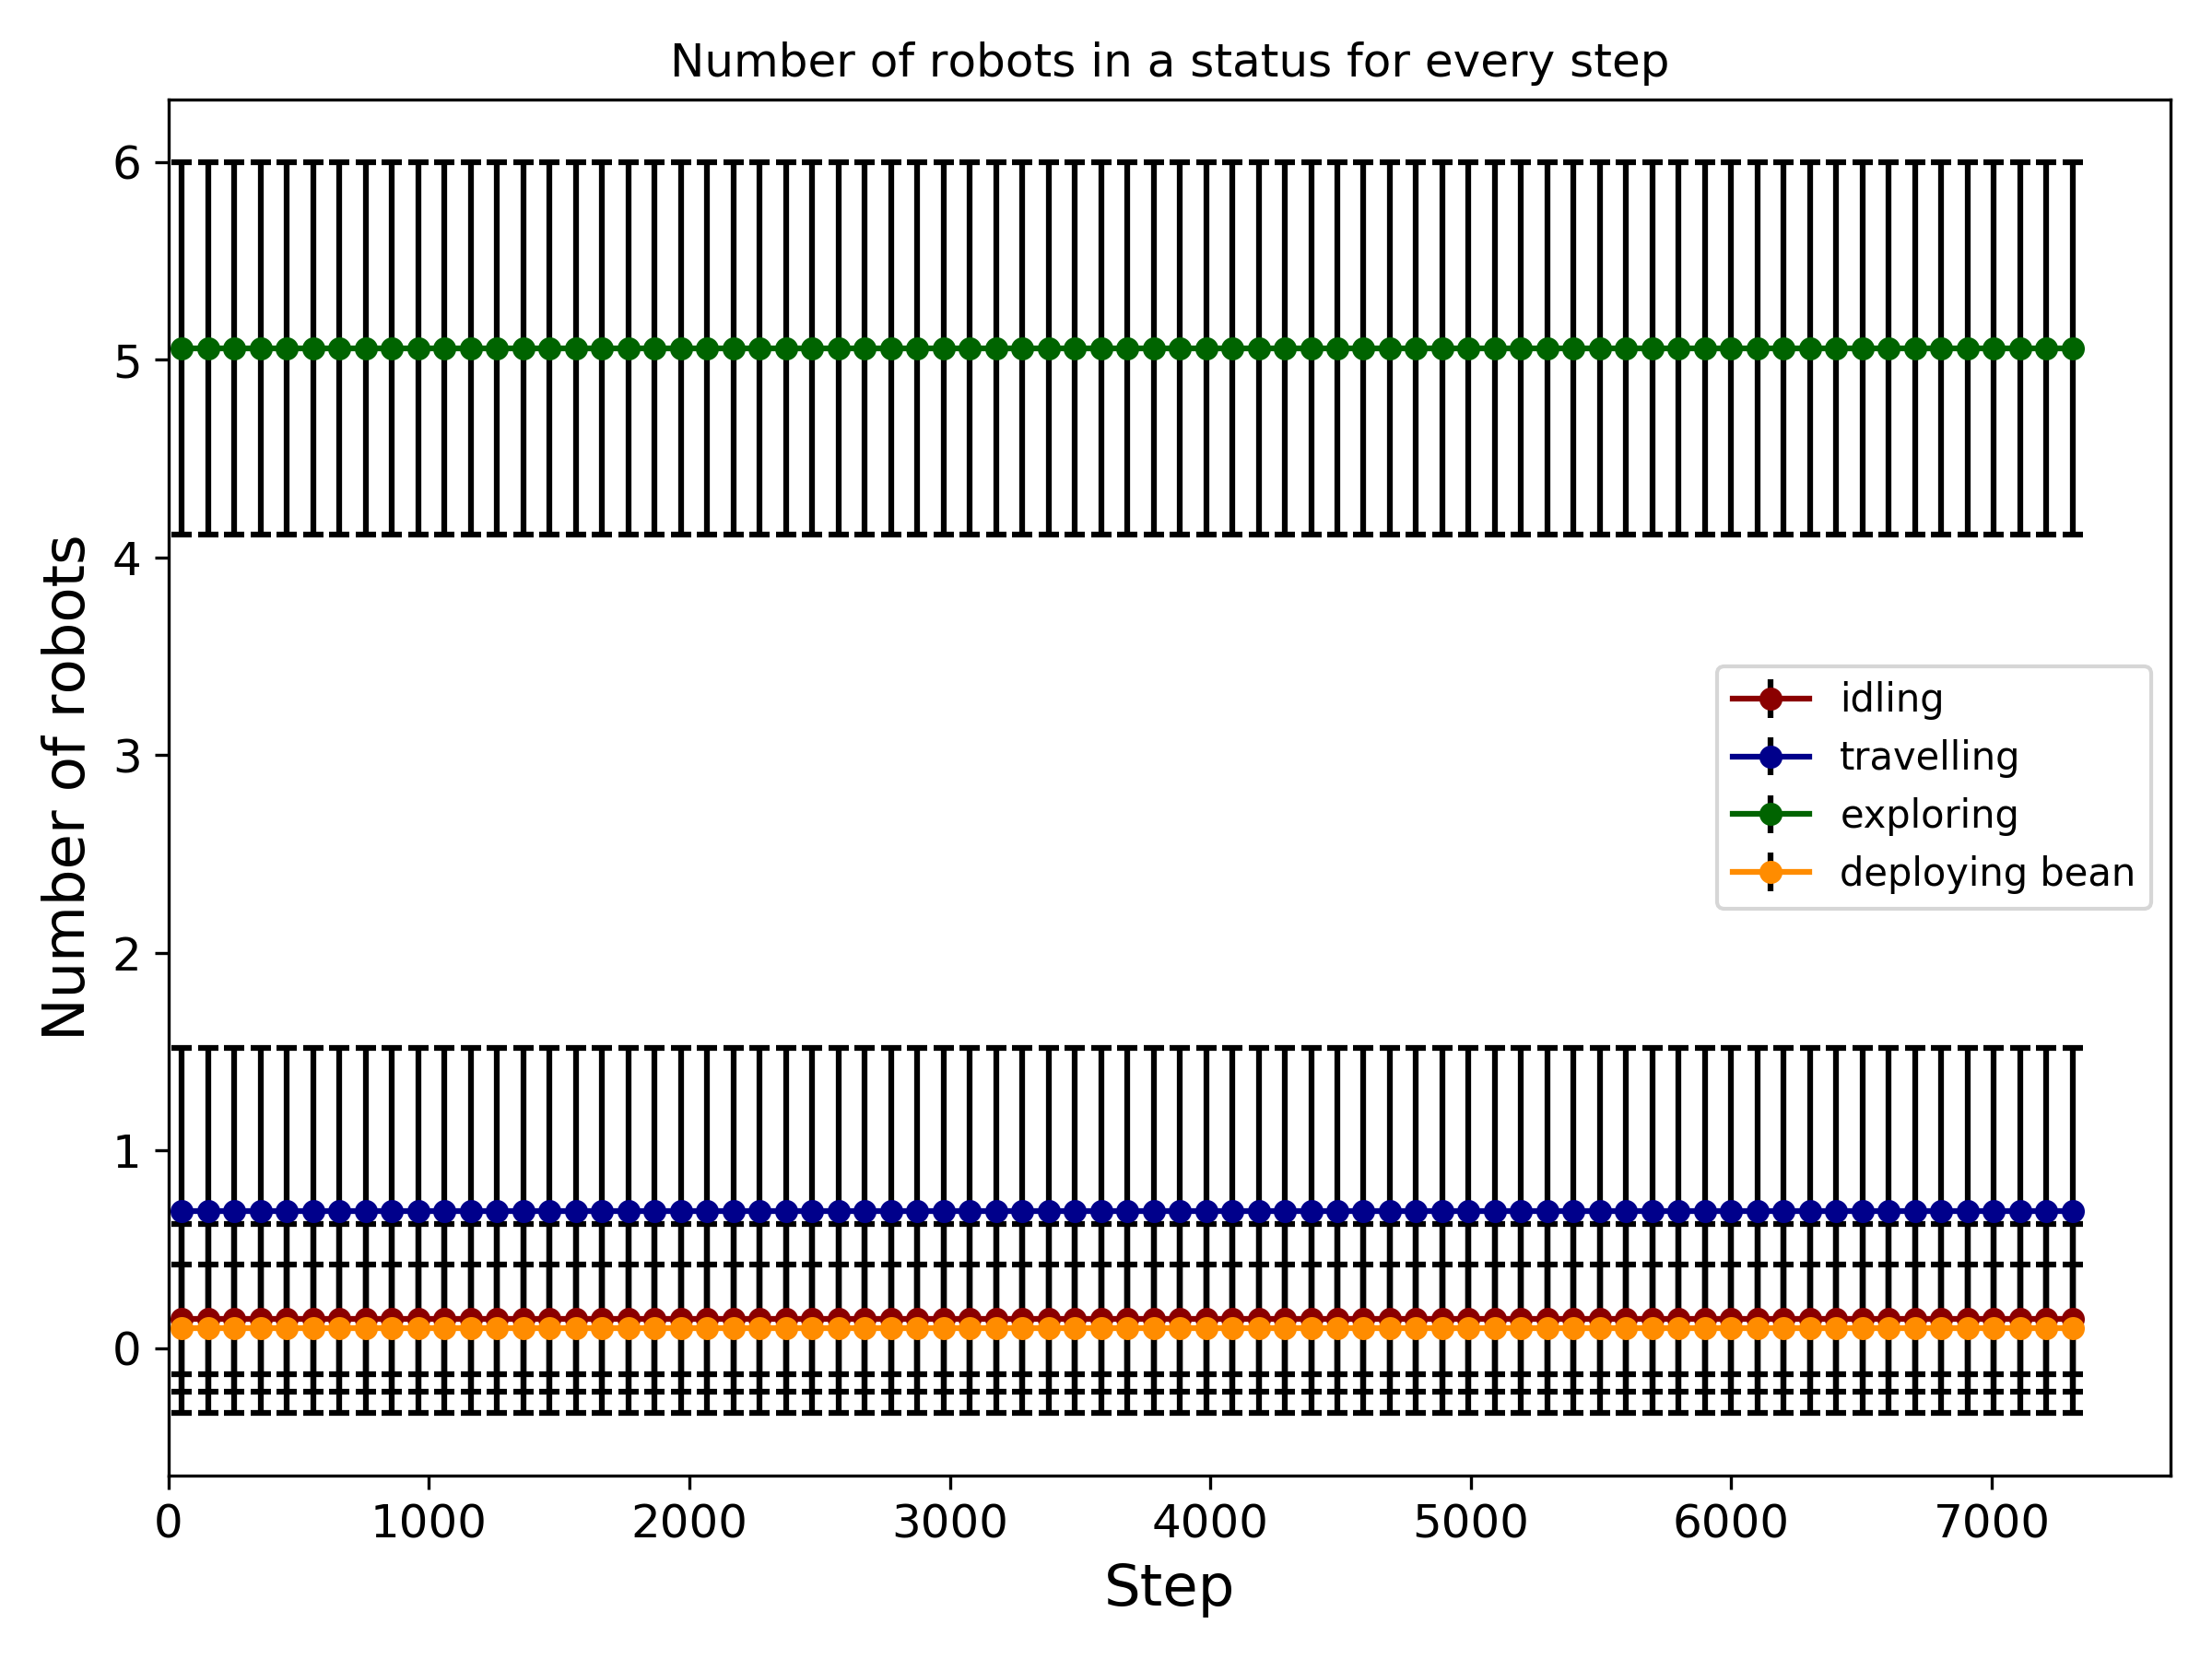 Number of robots in a status for every step
Number of robots
6
5
4
3
2
1
0
idling
travelling
exploring
deploying bean
0 1000 2000 3000 4000 5000 6000 7000
Step